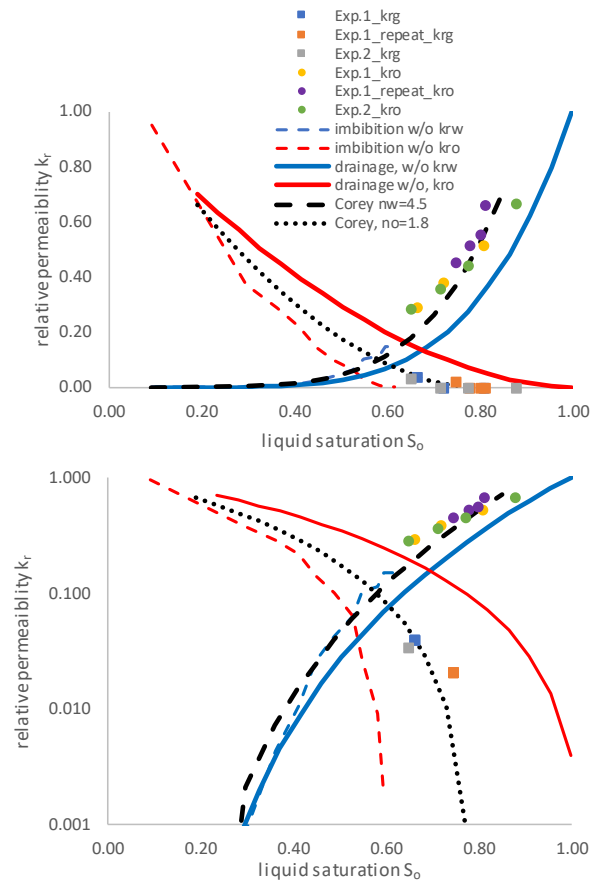 Exp.1_krg
Exp.1_repeat_krg
Exp.2_krg
Exp.1_kro
Exp.1_repeat_kro
Exp.2_kro
imbibition w/o krw
imbibition w/o kro
drainage, w/o krw
drainage w/o, kro
Corey nw=4.5
Corey, no=1.8
relative permeaiblity kr
1.00
0.80
0.60
0.40
0.20
0.00
0.00 0.20 0.40 0.60 0.80 1.00
liquid saturation So
relative permeaiblity kr
1.000
0.100
0.010
0.001
0.00 0.20 0.40 0.60 0.80 1.00
liquid saturation So